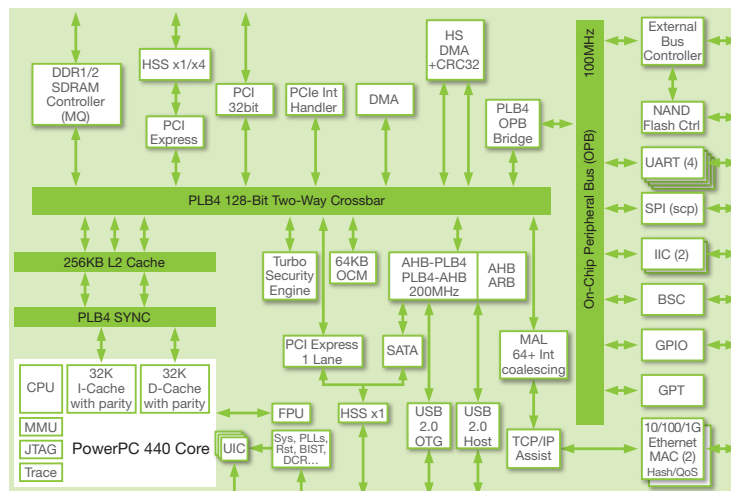 DDR1/2
SDRAM
Controller
(MQ)
HSS x1/x4
PCI
Express
PCI
32bit
PCIe Int
Handler
DMA
HS
DMA
+CRC32
PLB4
OPB
Bridge
100MHz
On-Chip Peripheral Bus (OPB)
External
Bus
Controller
NAND
Flash Ctrl
UART (4)
SPI (scp)
IIC (2)
BSC
GPIO
GPT
10/100/1G
Ethernet
MAC (2)
Hash/QoS
PLB4 128-Bit Two-Way Crossbar
256KB L2 Cache
PLB4 SYNC
Turbo
Security
Engine
64KB
OCM
AHB-PLB4
PLB4-AHB
200MHz
AHB
ARB
PCI Express
1 Lane
SATA
MAL
64+ Int
coalescing
CPU
32K
I-Cache
with parity
32K
D-Cache
with parity
MMU
JTAG
Trace
PowerPC 440 Core
FPU
UIC
Sys, PLLs,
Rst, BIST,
DCR...
HSS x1
USB
2.0
OTG
USB
2.0
Host
TCP/IP
Assist